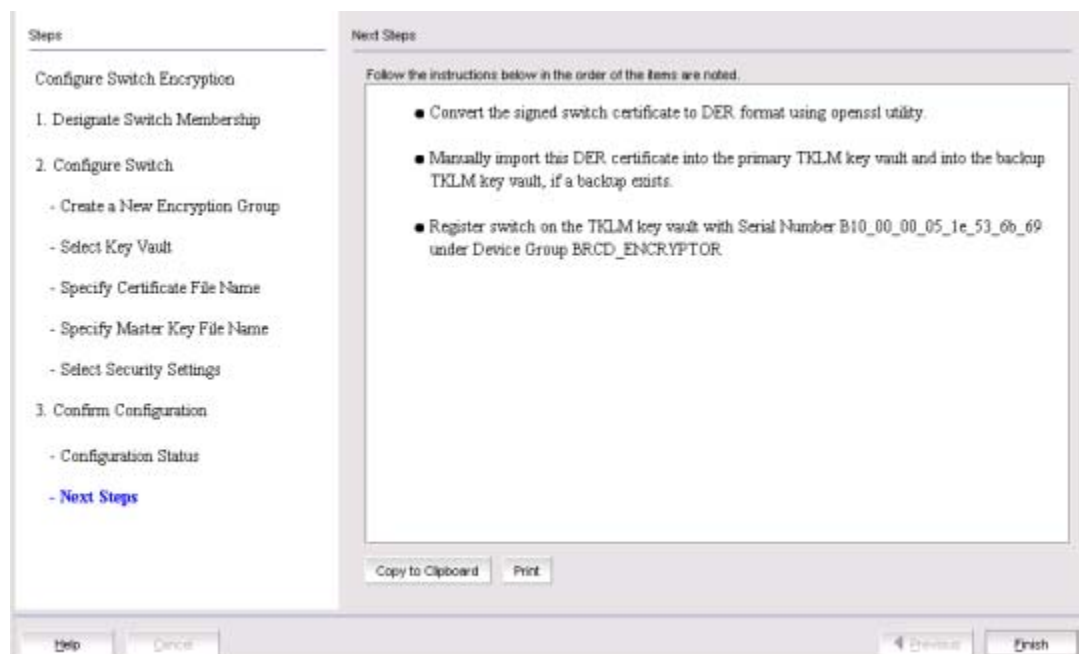 Steps
Configure Switch Encryption
1. Designate Switch Membership
2. Configure Switch
- Create a New Encryption Group
- Select Key Vault
- Specify Certificate File Name
- Specify Master Key File Name
- Select Security Settings
3. Confirm Configuration
- Configuration Status
- Next Steps
Next Steps
Follow the instructions below in the order of the items are noted.
● Convert the signed switch certificate to DER format using openssl utility.
● Manually import this DER certificate into the primary TKLM key vault and into the backup
TKLM key vault, if a backup exists.
● Register switch on the TKLM key vault with Serial Number B10_00_00_05_1e_53_6b_69
under Device Group BRCD_ENCRYPTOR
Copy to Clipboard
Print
Help
Cancel
Previous
Finish